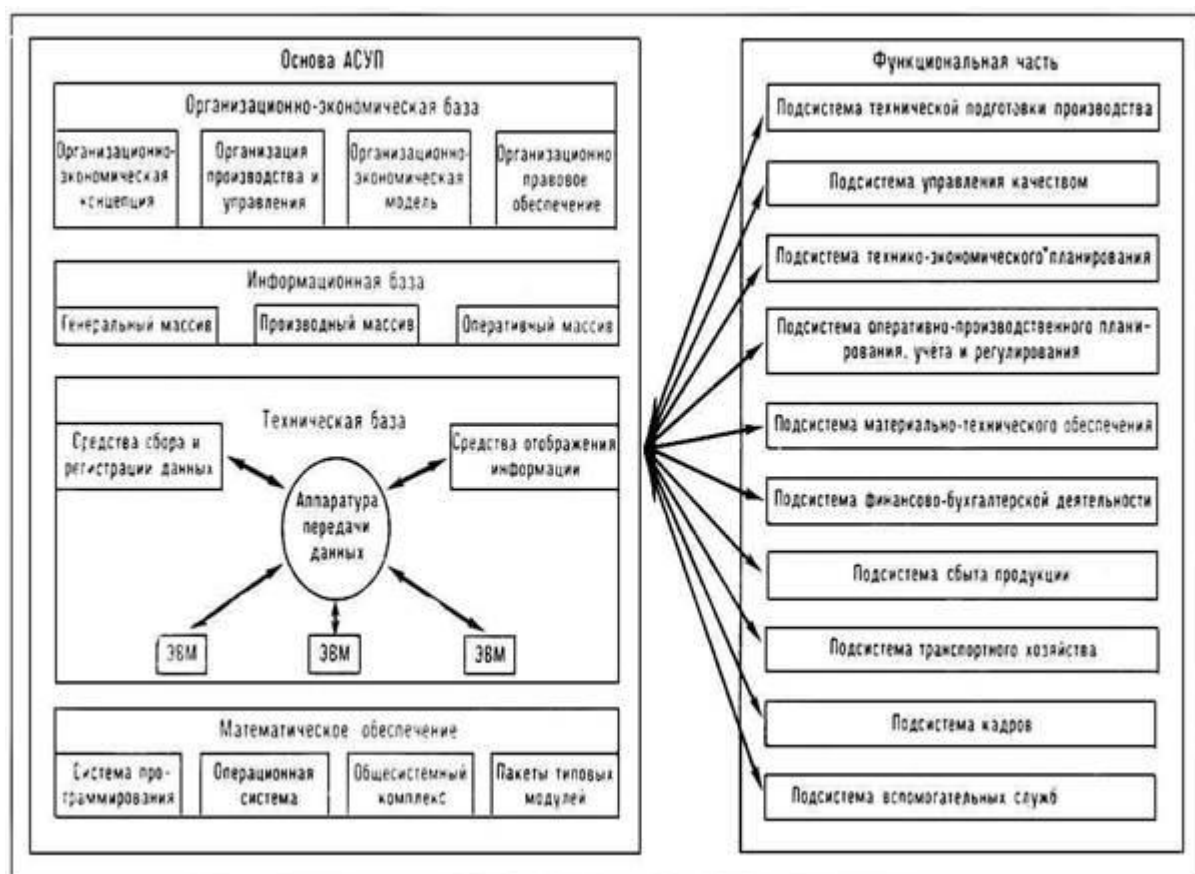 Основа АСУП
Организационно-экономическая база
Организационно-
экономическая
кнцепция
Организация
производства и
управления
Организационно-
экономическая
модель
Организационно
правовое
обеспечение
Информационная база
Генеральный массив
Производный массив
Оперативный массив
Техническая база
Средства сбора и
регистрации данных
Средства отображения
информации
Аппаратура
передачи
данных
ЭВМ
ЭВМ
ЭВМ
Математическое обеспечение
Система про-
граммирования
Операционная
система
Общесистемный
комплекс
Пакеты типовых
модулей
Функциональная часть
Подсистема технической подготовки производства
Подсистема управления качеством
Подсистема технико-экономического планирования
Подсистема оперативно-производственного плани-
рования, учёта и регулирования
Подсистема материально-технического обеспечения
Подсистема финансово-бухгалтерской деятельности
Подсистема сбыта продукции
Подсистема транспортного хозяйства
Подсистема кадров
Подсистема вспомогательных служб